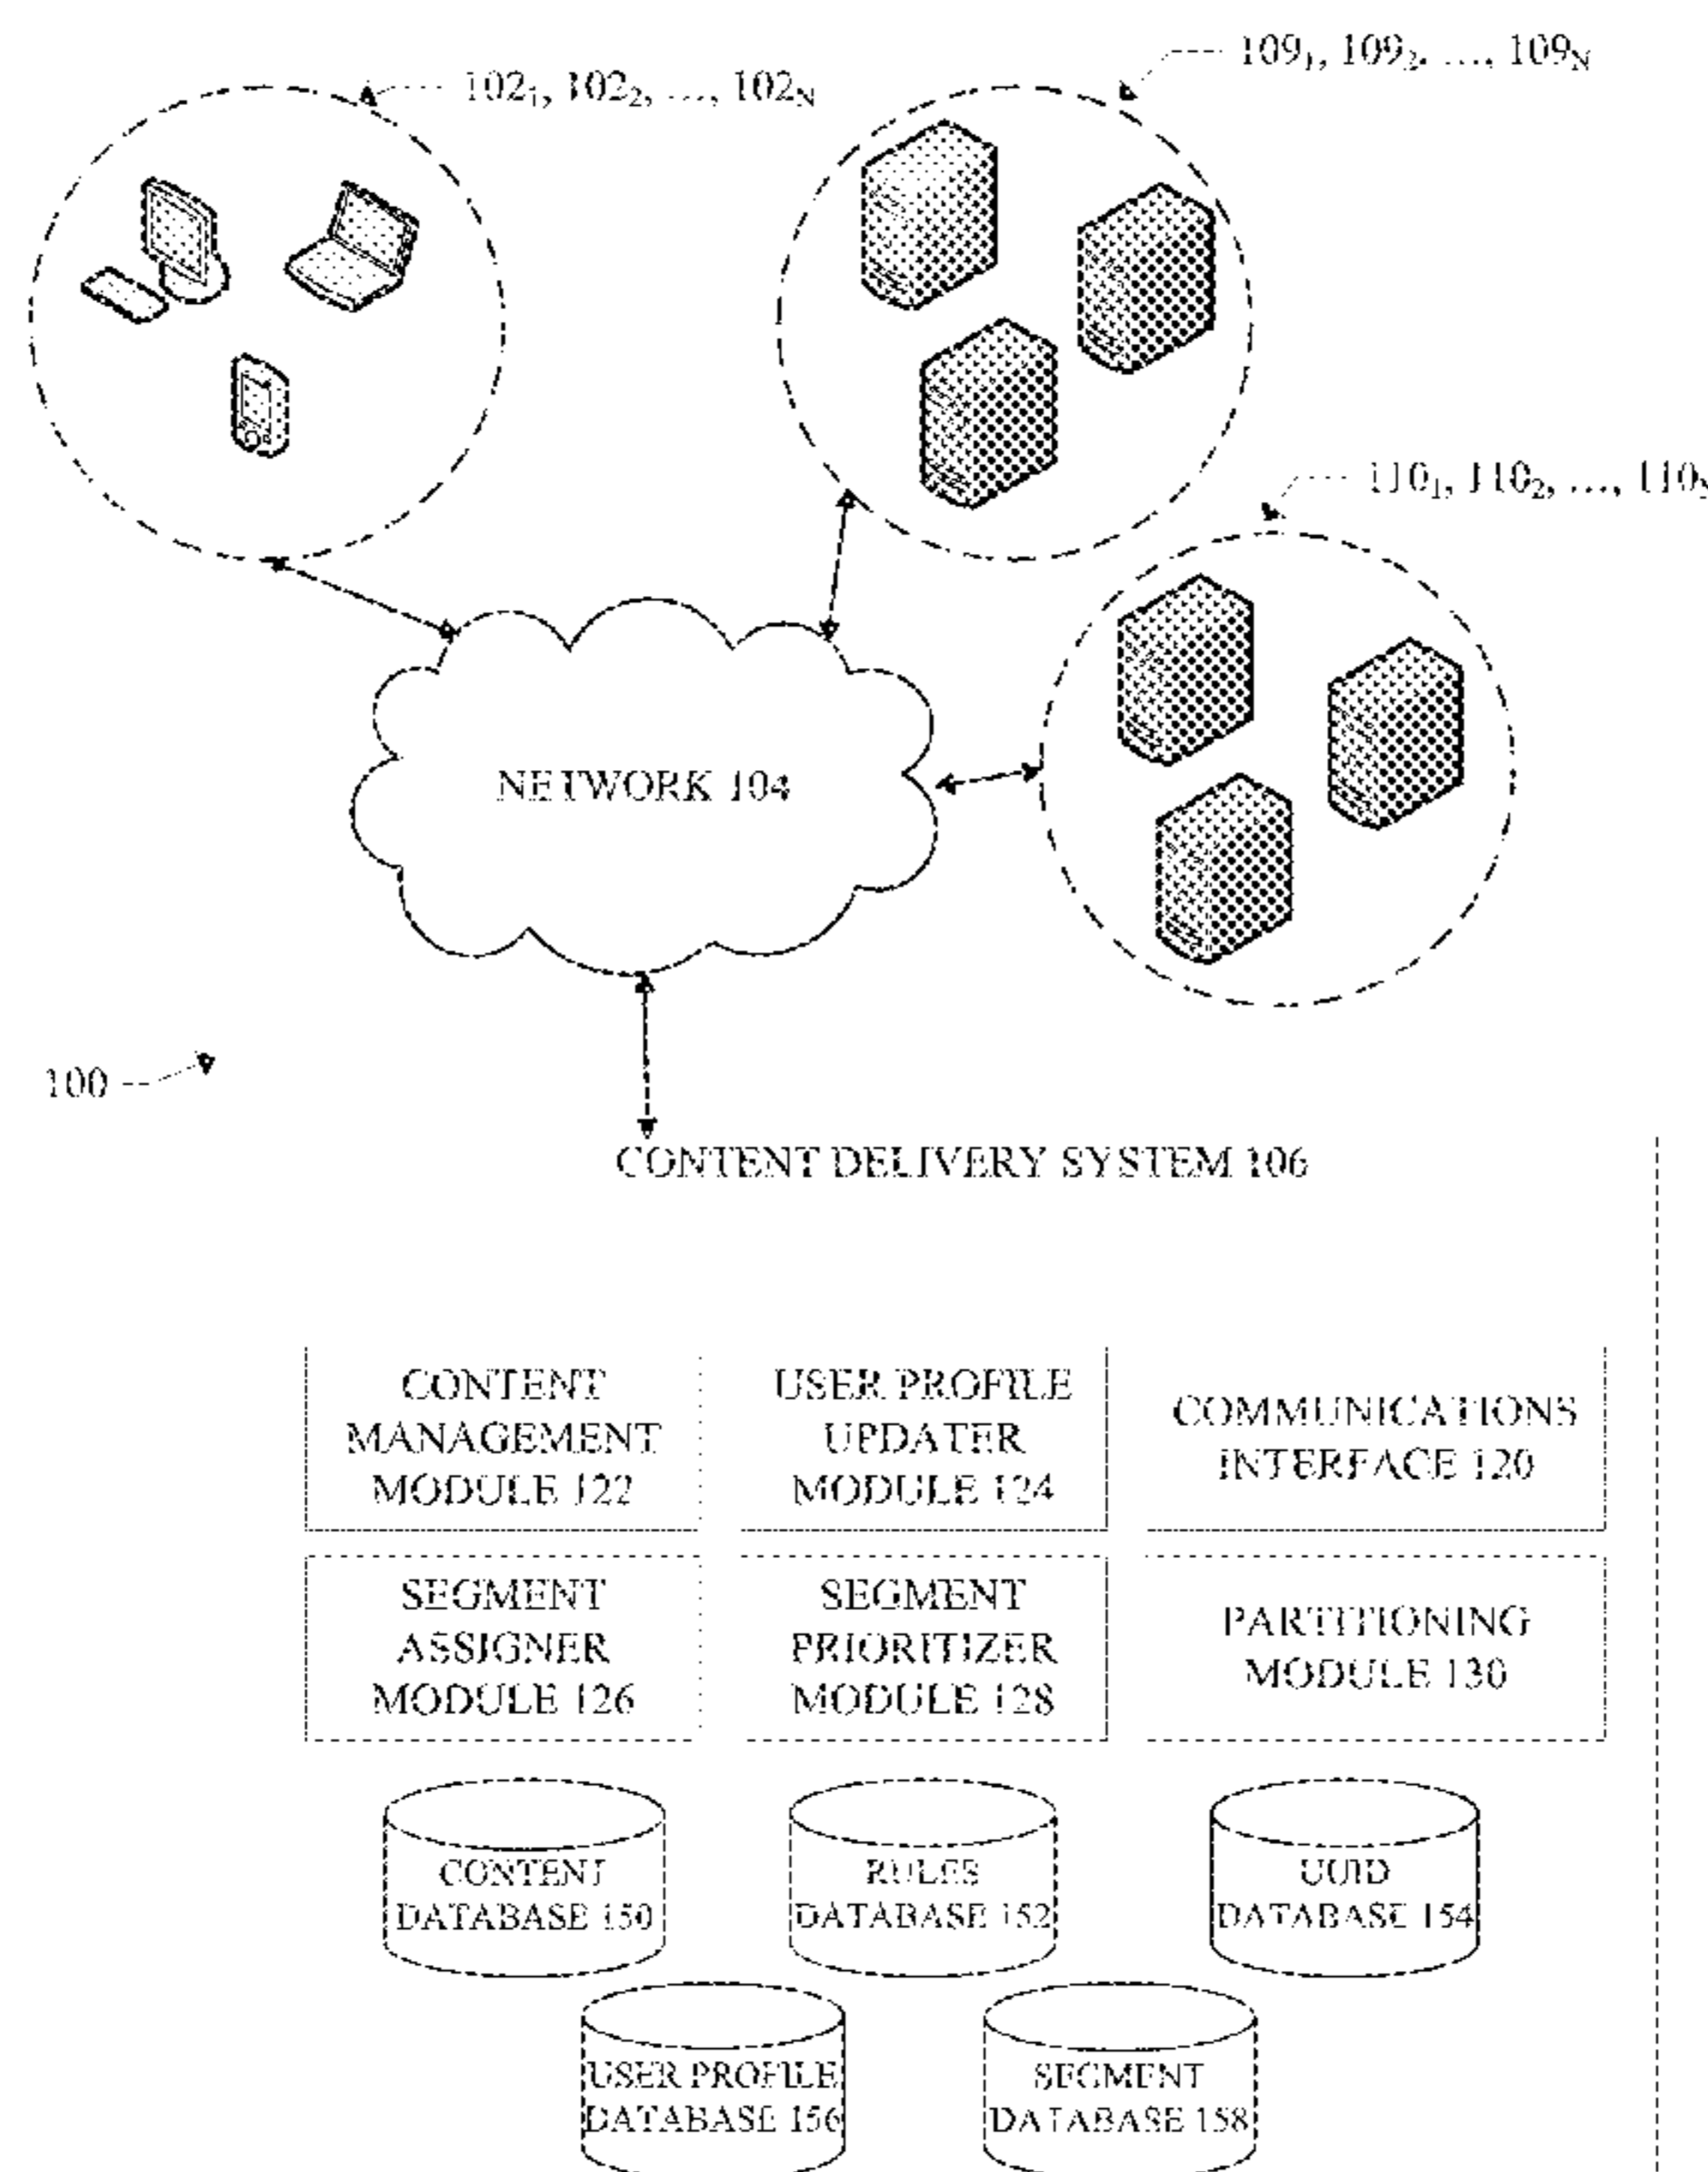 102₁, 102₂, ..., 102N
109₁, 109₂, ..., 109N
110₁, 110₂, ..., 110N
NETWORK 104
100
CONTENT DELIVERY SYSTEM 106
CONTENT
MANAGEMENT
MODULE 122
USER PROFILE
UPDATER
MODULE 124
COMMUNICATIONS
INTERFACE 120
SEGMENT
ASSIGNER
MODULE 126
SEGMENT
PRIORITIZER
MODULE 128
PARTITIONING
MODULE 130
CONTENT
DATABASE 150
RULES
DATABASE 152
UUID
DATABASE 154
USER PROFILE
DATABASE 156
SEGMENT
DATABASE 158